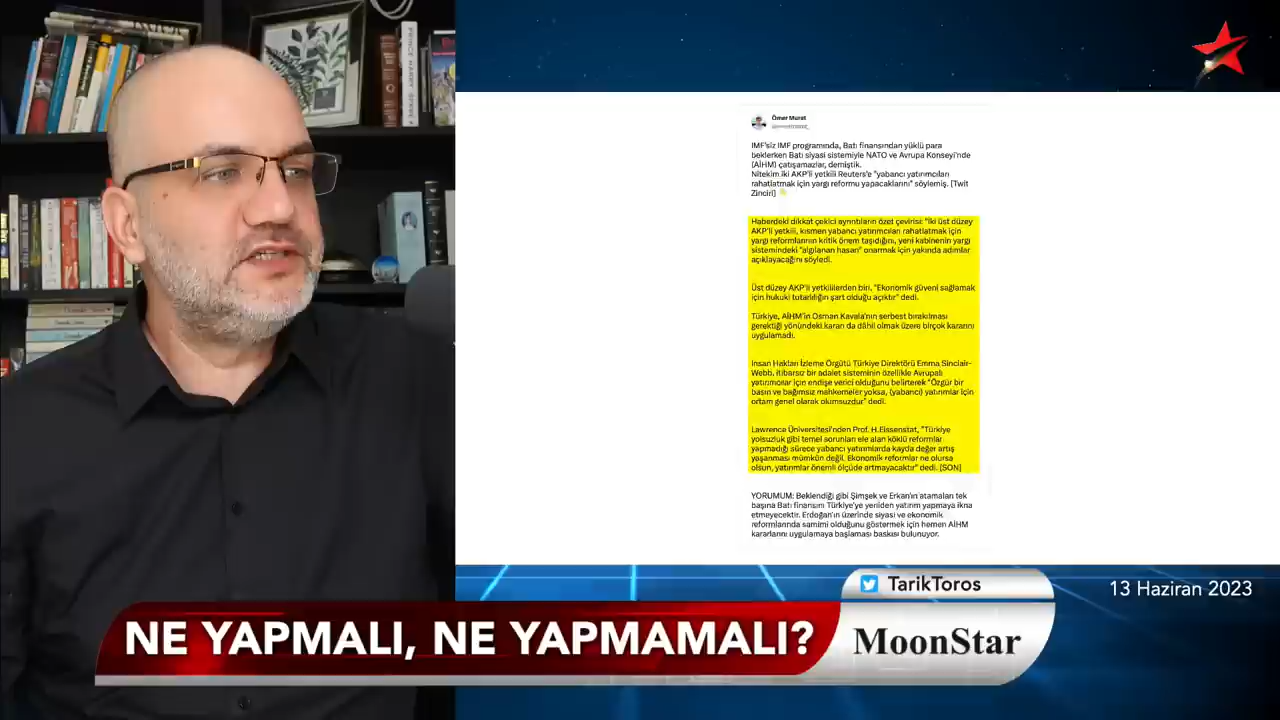 PRINCE HARRY SPARE
Ömer Murat
IMF'siz IMF programında, Batı finansından yüklü para
beklerken Batı siyasi sistemiyle NATO ve Avrupa Konseyi'nde
(AİHM) çatışamazlar, demiştik.
Nitekim iki AKP'li yetkili Reuters'e "yabancı yatırımcıları
rahatlatmak için yargı reformu yapacaklarını" söylemiş. [Twit
Zinciri]
Haberdeki dikkat çekici ayrıntıların özet çevirisi: "İki üst düzey
AKP'li yetkili, kısmen yabancı yatırımcıları rahatlatmak için
yargı reformlarının kritik önem taşıdığını, yeni kabinenin yargı
sistemindeki "algılanan hasarı" onarmak için yakında adımlar
açıklayacağını söyledi.
Üst düzey AKP'li yetkililerden biri, "Ekonomik güveni sağlamak
için hukuki tutarlılığın şart olduğu açıktır" dedi.
Türkiye, AİHM'in Osman Kavala'nın serbest bırakılması
gerektiği yönündeki kararı da dâhil olmak üzere birçok kararını
uygulamadı.
İnsan Hakları İzleme Örgütü Türkiye Direktörü Emma Sinclair-
Webb, itibarsız bir adalet sisteminin özellikle Avrupalı
yatırımcılar için endişe verici olduğunu belirterek "Özgür bir
basın ve bağımsız mahkemeler yoksa, (yabancı) yatırımlar için
ortam genel olarak olumsuzdur" dedi.
Lawrence Üniversitesi'nden Prof. H.Eissenstat, "Türkiye
yolsuzluk gibi temel sorunları ele alan köklü reformlar
yapmadığı sürece yabancı yatırımlarda kayda değer artış
yaşanması mümkün değil. Ekonomik reformlar ne olursa
olsun, yatırımlar önemli ölçüde artmayacaktır" dedi. [SON]
YORUMUM: Beklendiği gibi Şimşek ve Erkan'ın atamaları tek
başına Batı finansını Türkiye'ye yeniden yatırım yapmaya ikna
etmeyecektir. Erdoğan'ın üzerinde siyasi ve ekonomik
reformlarında samimi olduğunu göstermek için hemen AİHM
kararlarını uygulamaya başlaması baskısı bulunuyor.
TarikToros
13 Haziran 2023
NE YAPMALI, NE YAPMAMALI?
MoonStar